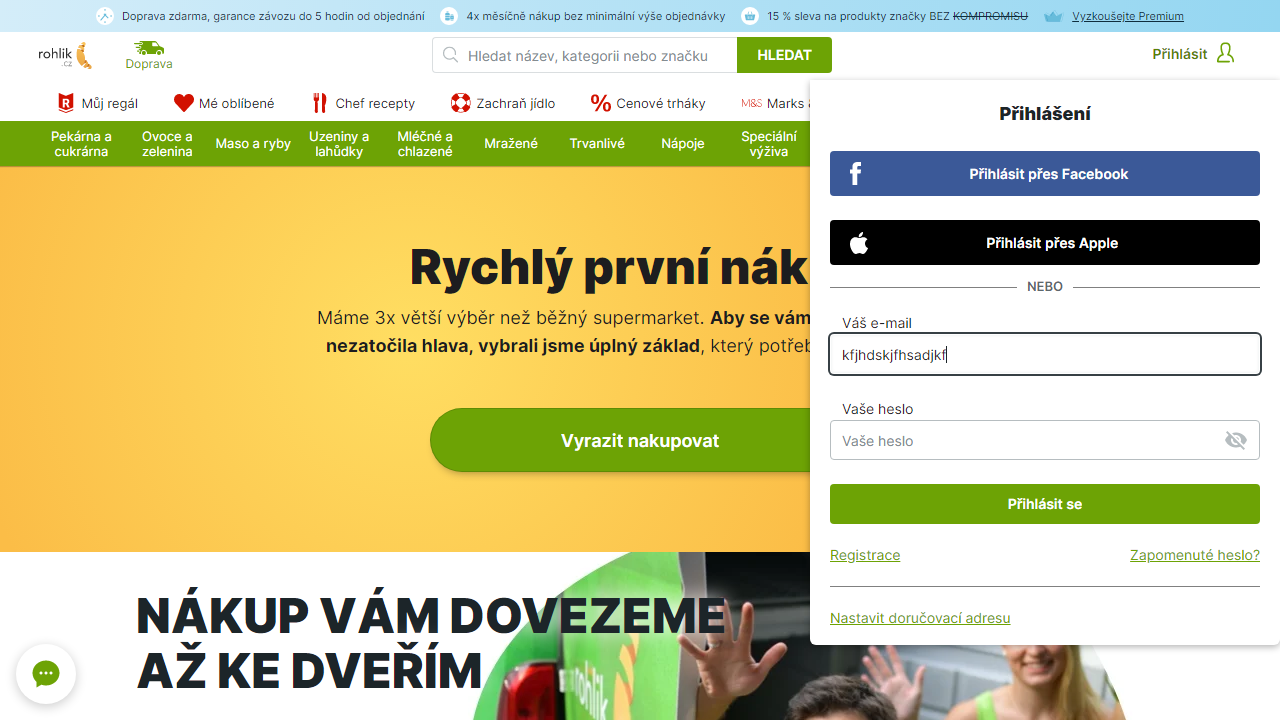 Doprava zdarma, garance závozu do 5 hodin od objednání
4x měsíčně nákup bez minimální výše objednávky
15 % sleva na produkty značky BEZ KOMPROMISU
Vyzkoušejte Premium
rohlik
.cz
Doprava
Hledat název, kategorii nebo značku
HLEDAT
Přihlásit
Můj regál
Mé oblíbené
Chef recepty
Zachraň jídlo
Cenové trháky
M&S Marks &
Pekárna a
cukrárna
Ovoce a
zelenina
Maso a ryby
Uzeniny a
lahůdky
Mléčné a
chlazené
Mražené
Trvanlivé
Nápoje
Speciální
výživa
Rychlý první nák
Máme 3x větší výběr než běžný supermarket. Aby se vám
nezatočila hlava, vybrali jsme úplný základ, který potřeb
Vyrazit nakupovat
NÁKUP VÁM DOVEZEME
AŽ KE DVEŘÍM
rohlik
Přihlášení
Přihlásit přes Facebook
Přihlásit přes Apple
NEBO
Váš e-mail
kfjhdskjfhsadjkf
Vaše heslo
Vaše heslo
Přihlásit se
Registrace
Zapomenuté heslo?
Nastavit doručovací adresu